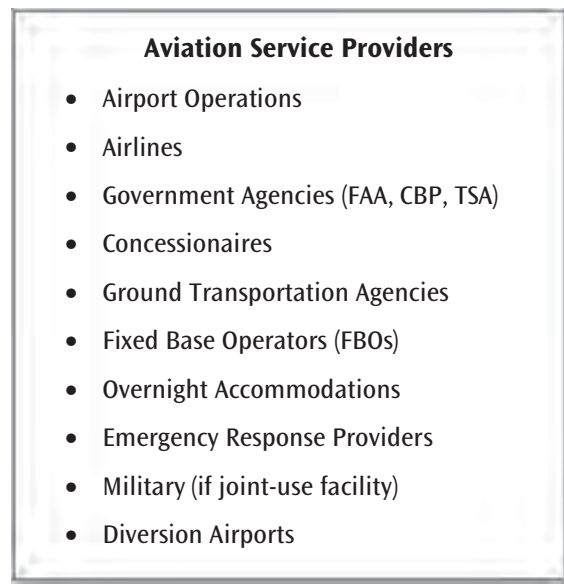 Aviation Service Providers
• Airport Operations
• Airlines
• Government Agencies (FAA, CBP, TSA)
• Concessionaires
• Ground Transportation Agencies
• Fixed Base Operators (FBOs)
• Overnight Accommodations
• Emergency Response Providers
• Military (if joint-use facility)
• Diversion Airports